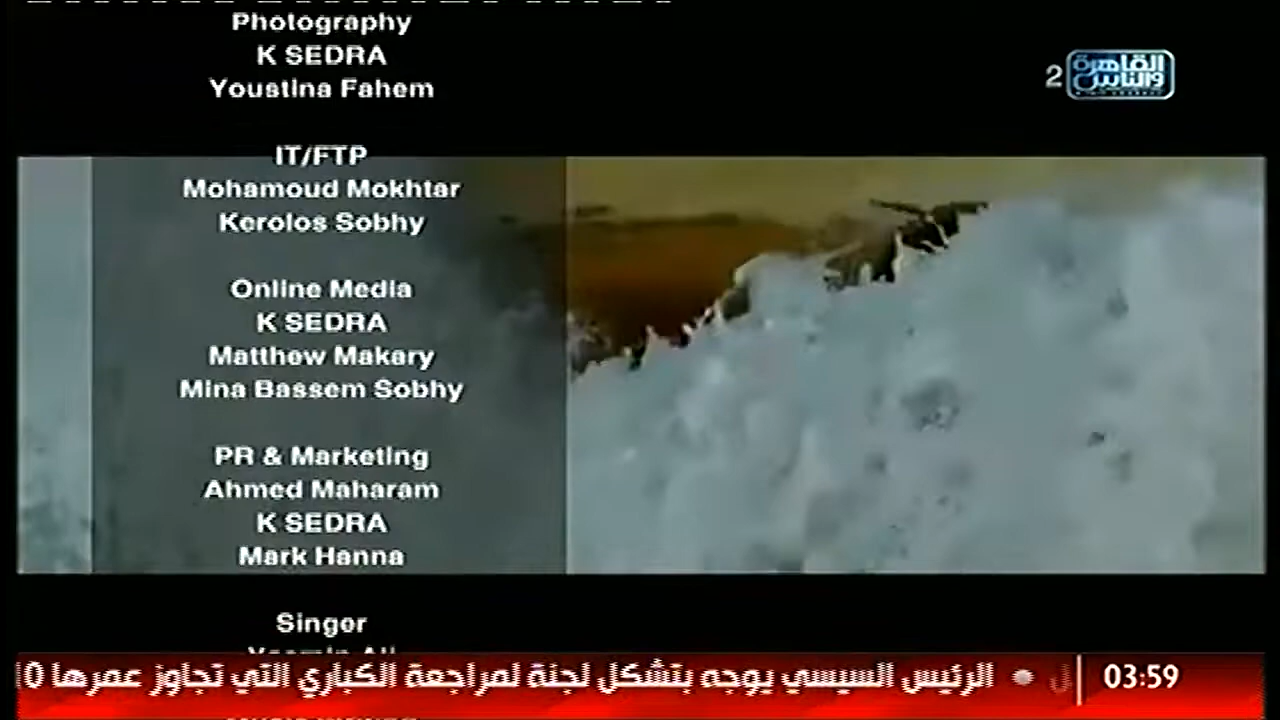 Photography
K SEDRA
Youstina Fahem
2 القاهرة والناس
IT/FTP
Mohamoud Mokhtar
Kerolos Sobhy
Online Media
K SEDRA
Matthew Makary
Mina Bassem Sobhy
PR & Marketing
Ahmed Maharam
K SEDRA
Mark Hanna
Singer
03:59
الرئيس السيسي يوجه بتشكل لجنة لمراجعة الكباري التي تجاوز عمرها